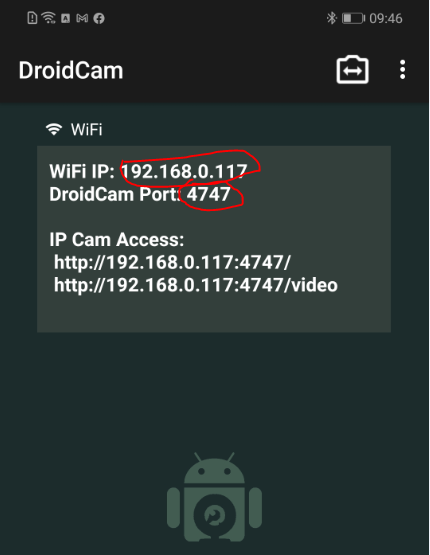 09:46
DroidCam
WiFi
WiFi IP: 192.168.0.117
DroidCam Port: 4747
IP Cam Access:
http://192.168.0.117:4747/
http://192.168.0.117:4747/video